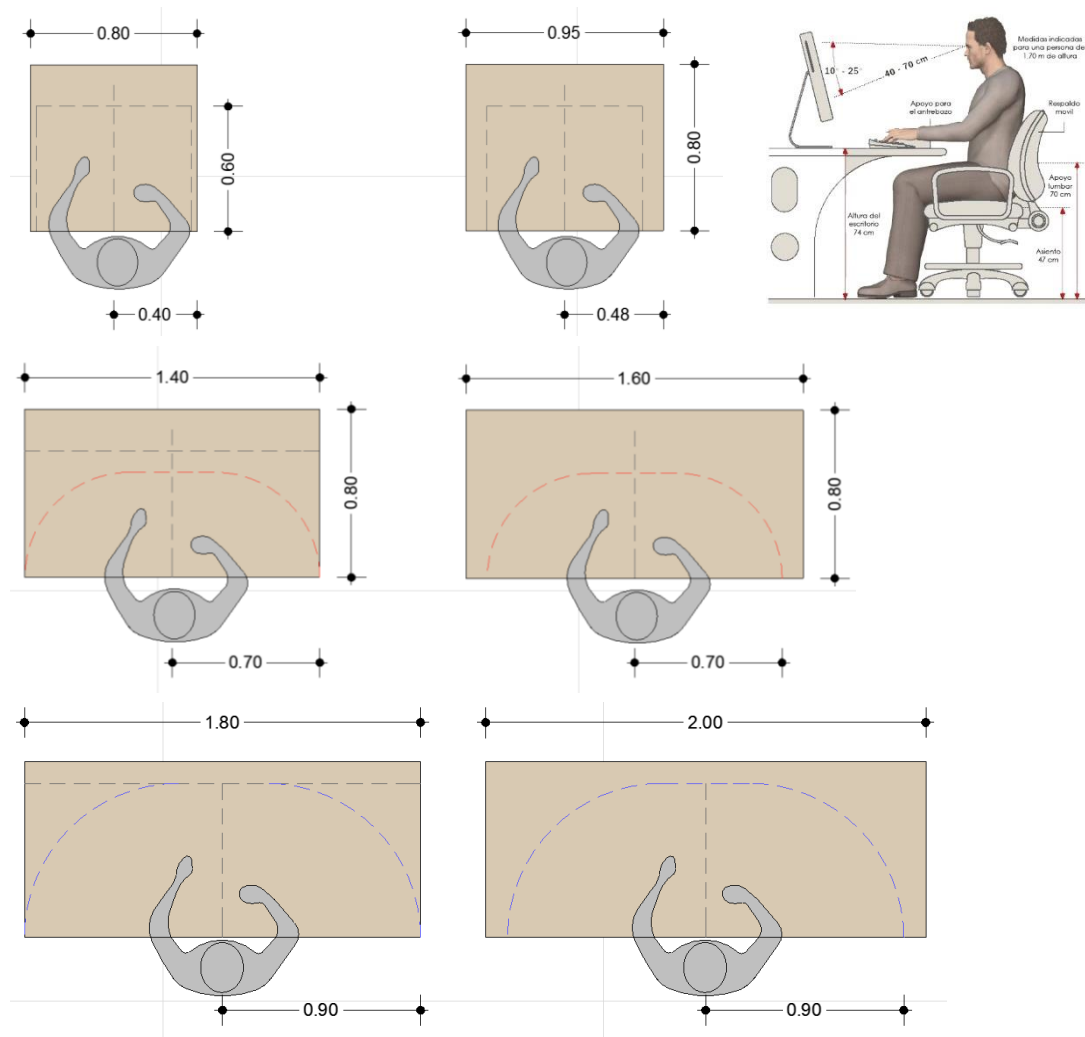 0.80
0.60
0.40
0.95
0.80
0.48
10° - 25°
40 - 70 cm
Medidas indicadas
para una persona de
1.70 m de altura
Apoyo para
el antrebazo
Respaldo
movil
Apoyo
lumbar
70 cm
Altura del
escritorio
74 cm
Asiento
47 cm
1.40
0.80
0.70
1.60
0.80
0.70
1.80
0.90
2.00
0.90